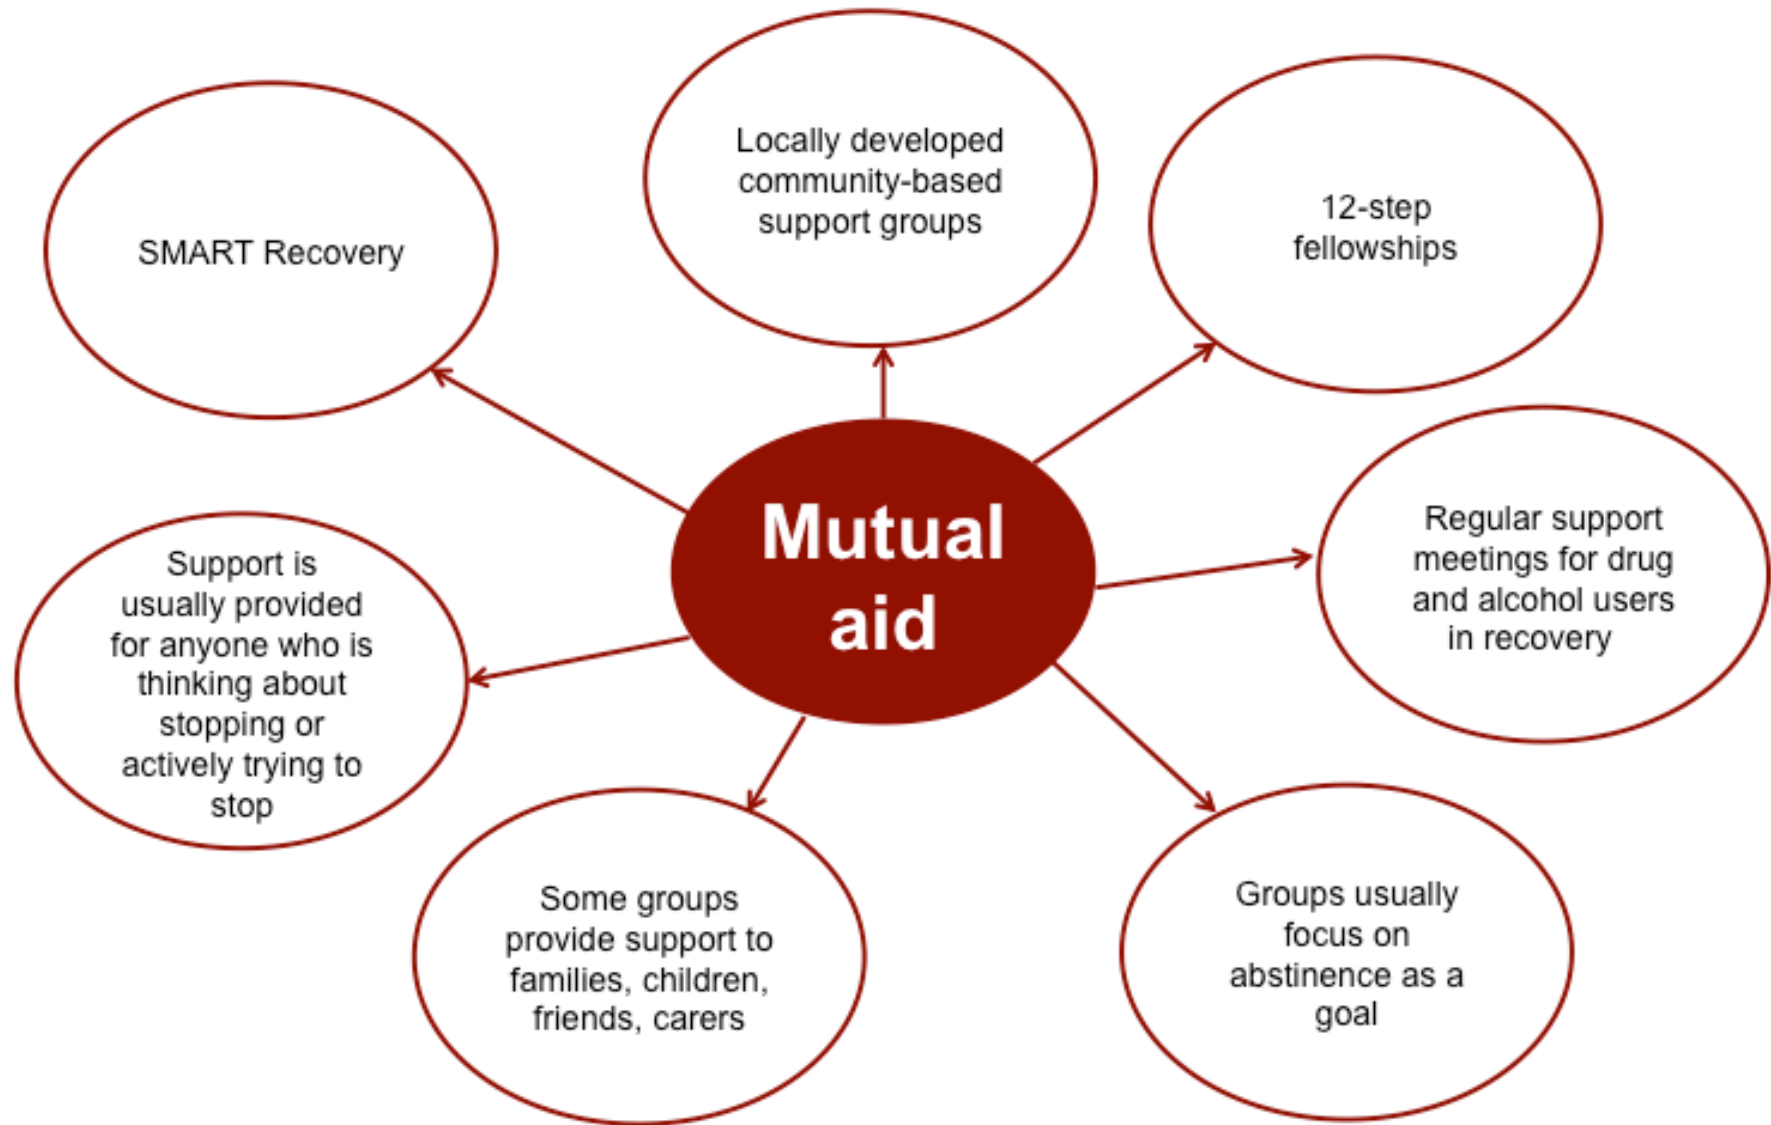 Locally developed
community-based
support groups
12-step
fellowships
SMART Recovery
Mutual
aid
Regular support
meetings for drug
and alcohol users
in recovery
Support is
usually provided
for anyone who is
thinking about
stopping or
actively trying to
stop
Some groups
provide support to
families, children,
friends, carers
Groups usually
focus on
abstinence as a
goal